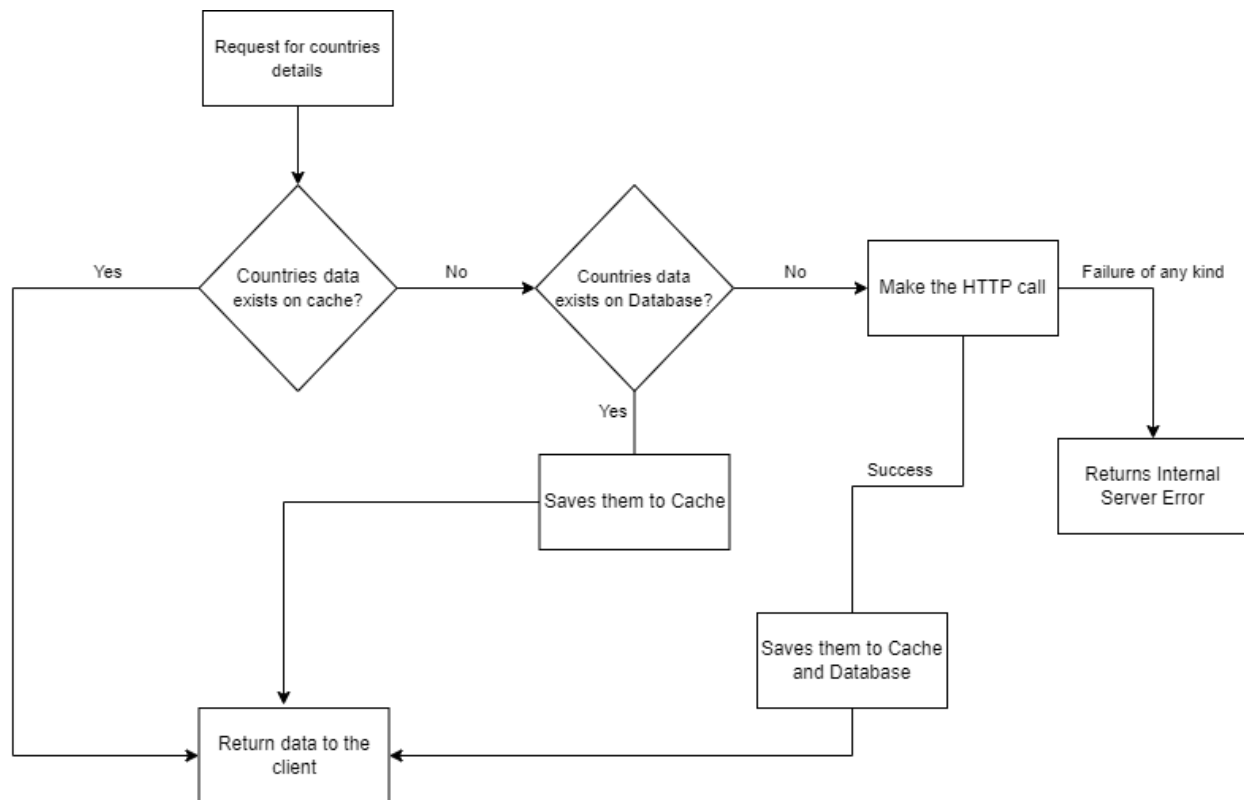 Request for countries
details
Yes
Countries data
exists on cache?
No
Countries data
exists on Database?
No
Make the HTTP call
Failure of any kind
Yes
Success
Returns Internal
Server Error
Saves them to Cache
Saves them to Cache
and Database
Return data to the
client